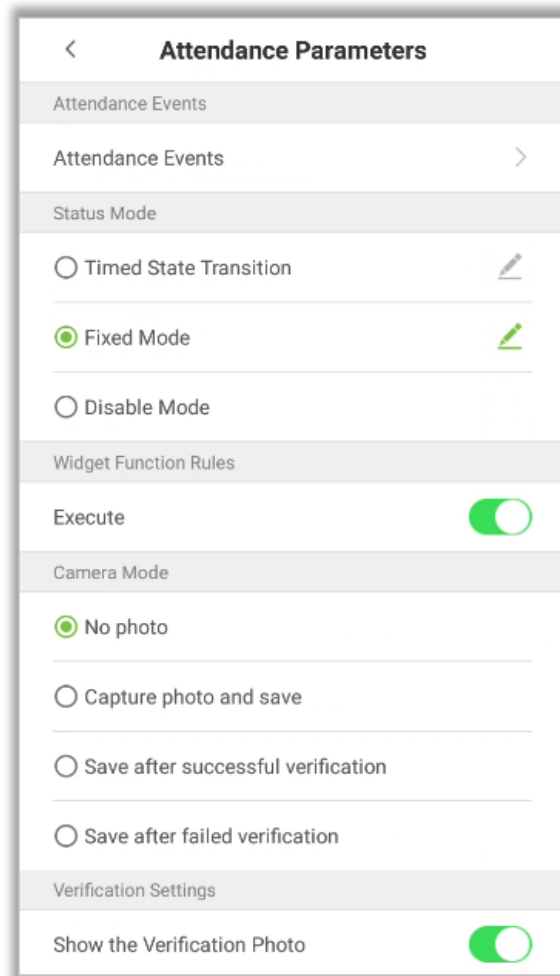 Attendance Parameters
Attendance Events
Attendance Events
Status Mode
Timed State Transition
Fixed Mode
Disable Mode
Widget Function Rules
Execute
Camera Mode
No photo
Capture photo and save
Save after successful verification
Save after failed verification
Verification Settings
Show the Verification Photo